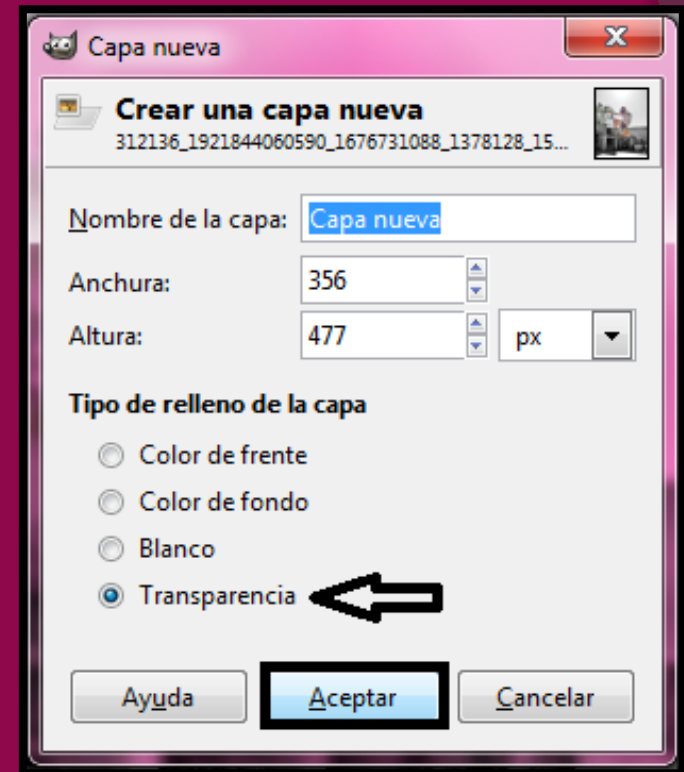 Capa nueva
Crear una capa nueva
312136_1921844060590_1676731088_1378128_15...
Nombre de la capa: Capa nueva
Anchura: 356
Altura: 477 px
Tipo de relleno de la capa
Color de frente
Color de fondo
Blanco
Transparencia
Ayuda Aceptar Cancelar